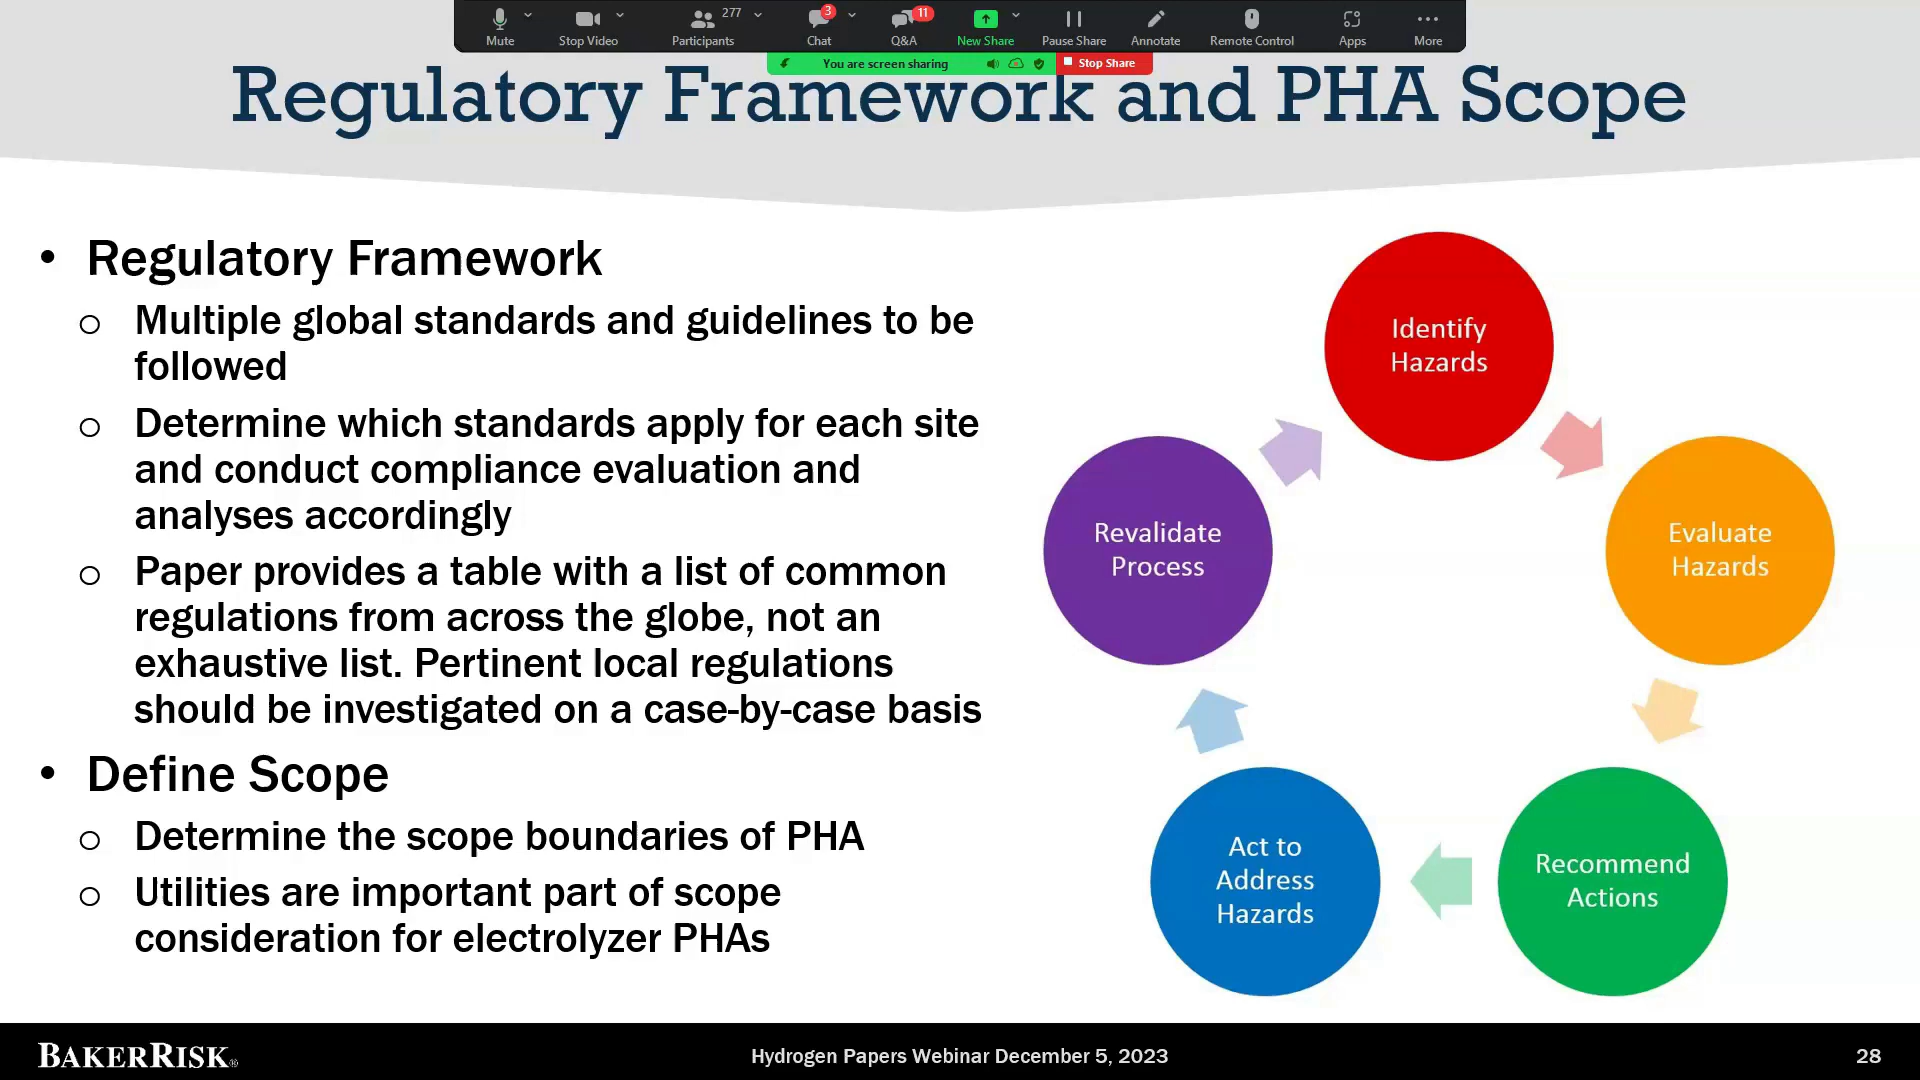 277
3
11
Mute
Stop Video
Participants
Chat
Q&A
New Share
Pause Share
Annotate
Remote Control
Apps
More
You are screen sharing
Stop Share
Regulatory Framework and PHA Scope
• Regulatory Framework
o Multiple global standards and guidelines to be
followed
o Determine which standards apply for each site
and conduct compliance evaluation and
analyses accordingly
o Paper provides a table with a list of common
regulations from across the globe, not an
exhaustive list. Pertinent local regulations
should be investigated on a case-by-case basis
• Define Scope
o Determine the scope boundaries of PHA
o Utilities are important part of scope
consideration for electrolyzer PHAs
Identify
Hazards
Evaluate
Hazards
Recommend
Actions
Act to
Address
Hazards
Revalidate
Process
BAKERRISK®
Hydrogen Papers Webinar December 5, 2023
28